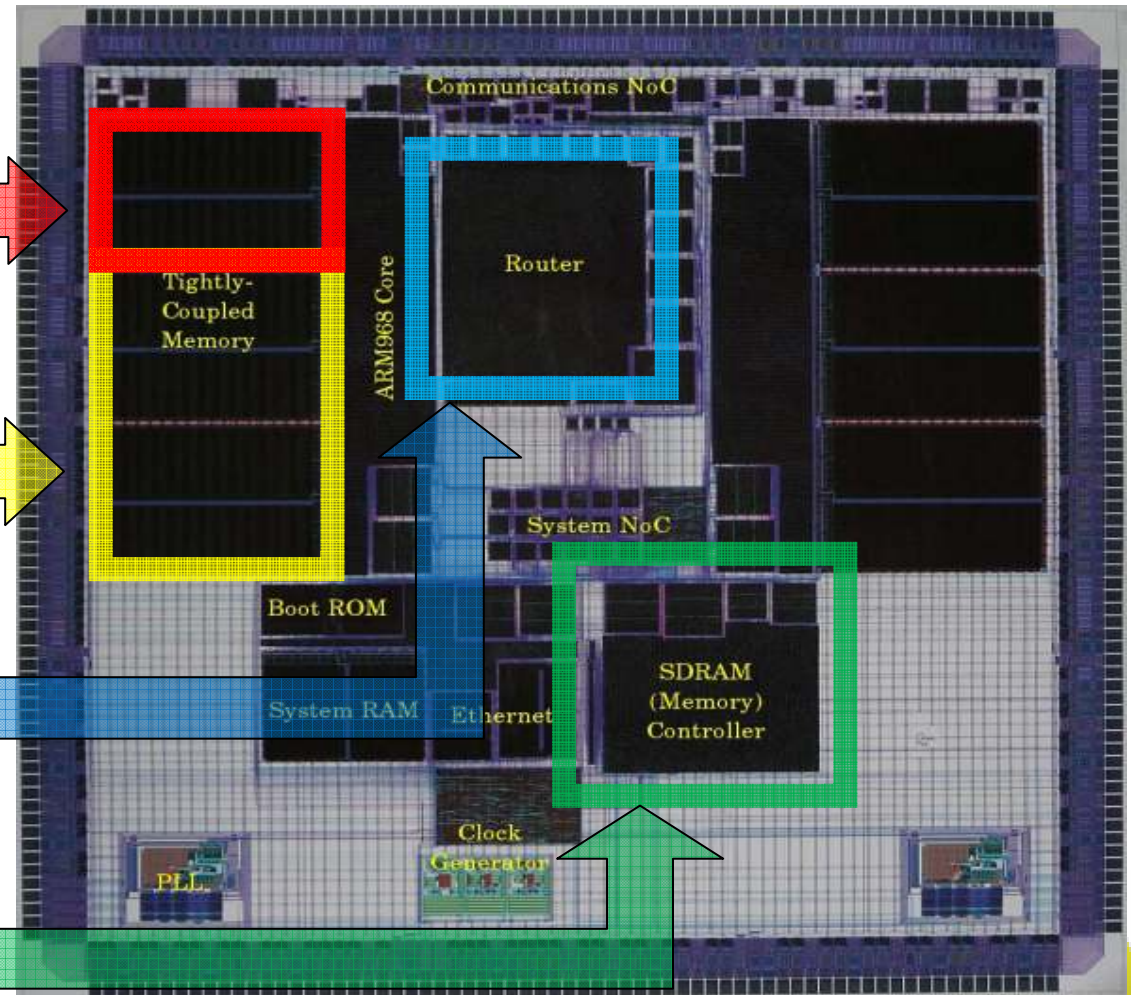 Communications NoC
Router
Tightly-
Coupled
Memory
ARM968 Core
System NoC
Boot ROM
SDRAM
(Memory)
Controller
System RAM
Ethernet
Clock
Generator
PLL